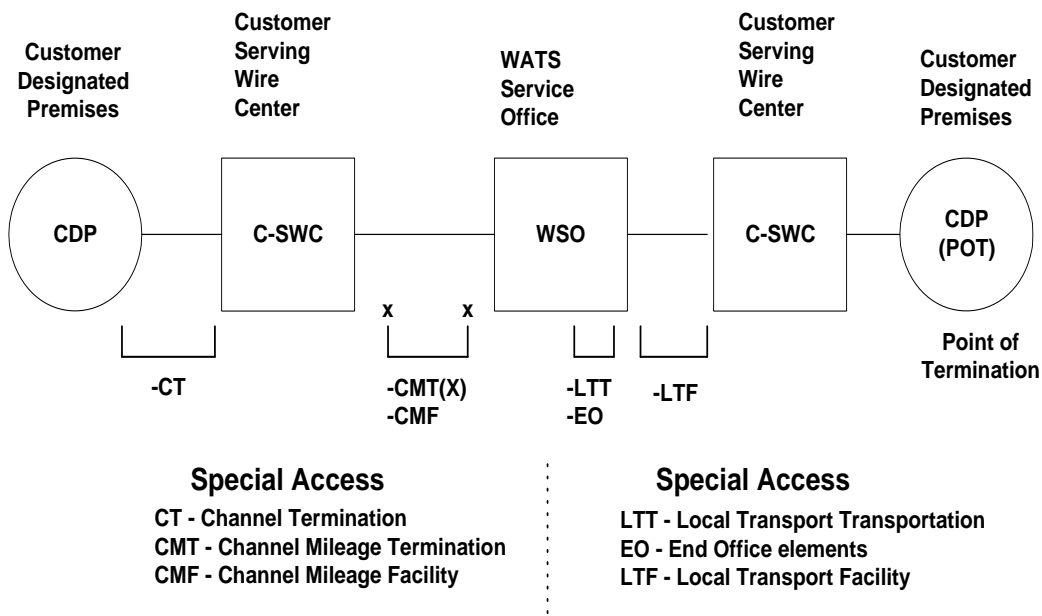 Customer
Designated
Premises
Customer
Serving
Wire
Center
WATS
Service
Office
Customer
Serving
Wire
Center
Customer
Designated
Premises
CDP
C-SWC
WSO
C-SWC
CDP
(POT)
x x
-CT
-CMT(X)
-CMF
-LTT
-EO
-LTF
Point of
Termination
Special Access
CT - Channel Termination
CMT - Channel Mileage Termination
CMF - Channel Mileage Facility
Special Access
LTT - Local Transport Transportation
EO - End Office elements
LTF - Local Transport Facility